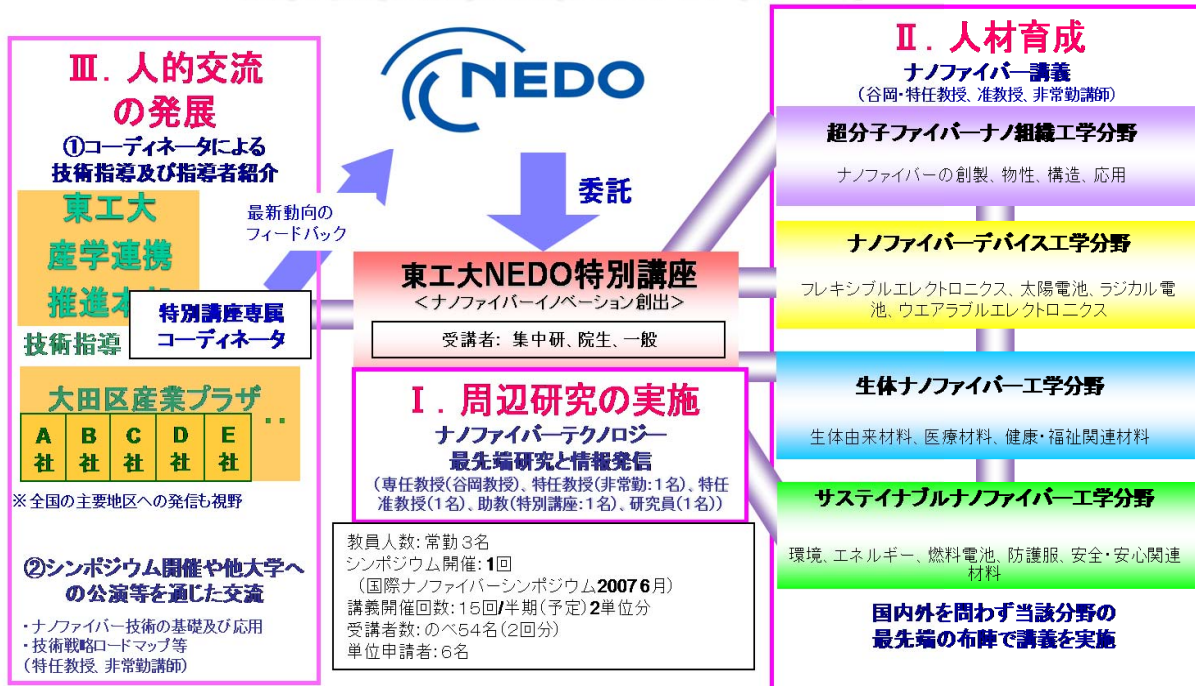 Ⅲ．人的交流
の発展
①コーディネータによる
技術指導及び指導者紹介
東工大
産学連携
推進本
技術指導
特別講座専属
コーディネータ
大田区産業プラザ
‥
A社
B社
C社
D社
E社
※全国の主要地区への発信も視野
②シンポジウム開催や他大学へ
の公演等を通じた交流
・ナノファイバー技術の基礎及び応用
・技術戦略ロードマップ等
(特任教授、非常勤講師)
NEDO
委託
最新動向の
フィードバック
東工大NEDO特別講座
＜ナノファイバーイノベーション創出＞
受講者: 集中研、院生、一般
Ⅰ．周辺研究の実施
ナノファイバーテクノロジー
最先端研究と情報発信
(専任教授(谷岡教授)、特任教授(非常勤:1名)、特任
准教授(1名)、助教(特別講座:1名)、研究員(1名))
教員人数: 常勤3名
シンポジウム開催: 1回
(国際ナノファイバーシンポジウム2007 6月)
講義開催回数: 15回/半期(予定)2単位分
受講者数: のべ54名(2回分)
単位申請者: 6名
Ⅱ．人材育成
ナノファイバー講義
(谷岡・特任教授、准教授、非常勤講師)
超分子ファイバーナノ組織工学分野
ナノファイバーの創製、物性、構造、応用
ナノファイバーデバイス工学分野
フレキシブルエレクトロニクス、太陽電池、ラジカル電
池、ウエアラブルエレクトロニクス
生体ナノファイバー工学分野
生体由来材料、医療材料、健康・福祉関連材料
サステイナブルナノファイバー工学分野
環境、エネルギー、燃料電池、防護服、安全・安心関連
材料
国内外を問わず当該分野の
最先端の布陣で講義を実施